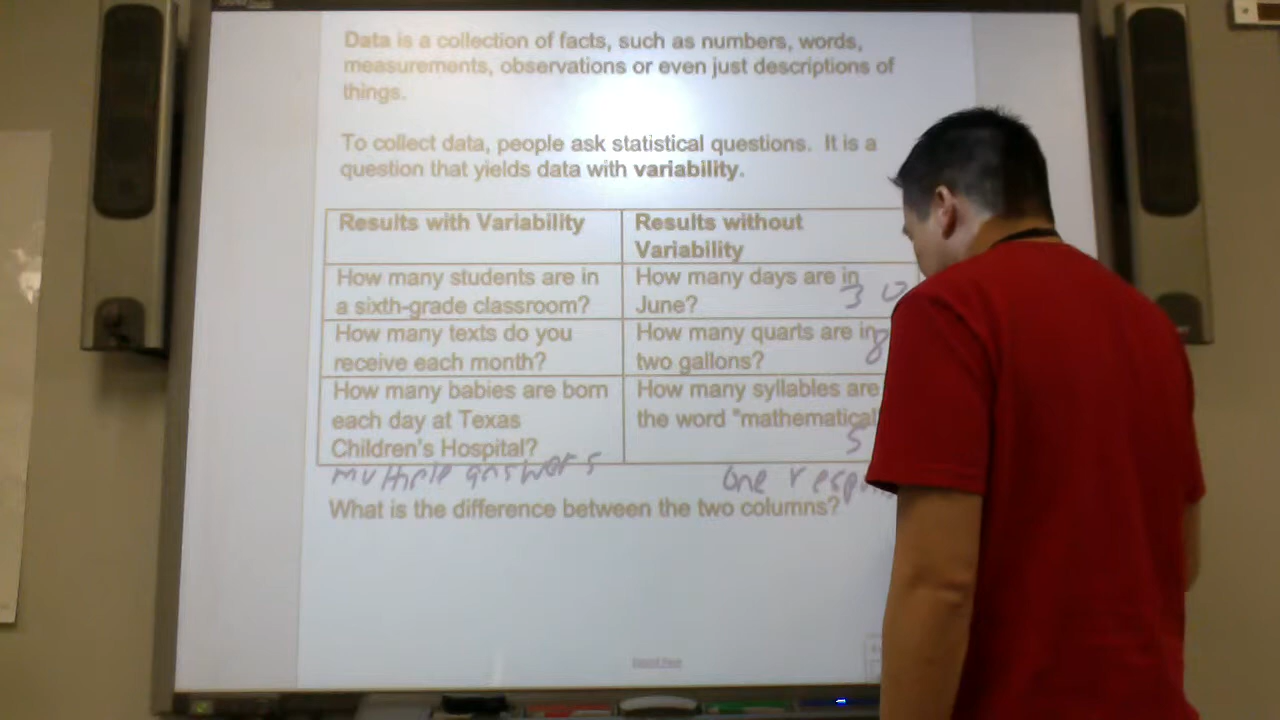 Data is a collection of facts, such as numbers, words,
measurements, observations or even just descriptions of
things.
To collect data, people ask statistical questions. It is a
question that yields data with variability.
Results with Variability
Results without
Variability
How many students are in
a sixth-grade classroom?
How many days are in
June?
30
How many texts do you
receive each month?
How many quarts are in
two gallons?
8
How many babies are born
each day at Texas
Children's Hospital?
How many syllables are
the word "mathematical
5
multiple answers
one respon
What is the difference between the two columns?